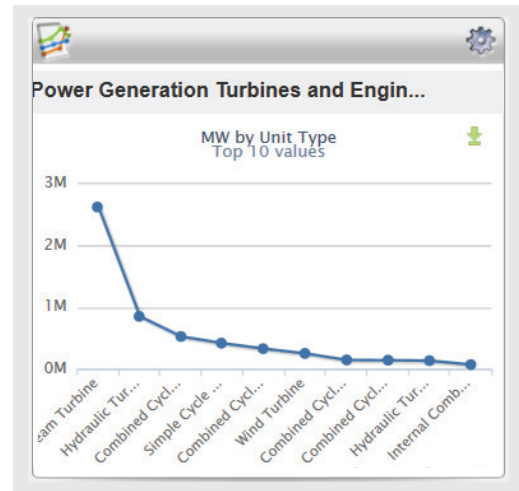 Power Generation Turbines and Engin...
MW by Unit Type
Top 10 values
3M
2M
1M
0M
eam Turbine
Hydraulic Tur...
Combined Cycl...
Simple Cycle ...
Combined Cycl...
Wind Turbine
Combined Cycl...
Combined Cycl...
Hydraulic Tur...
Internal Comb...